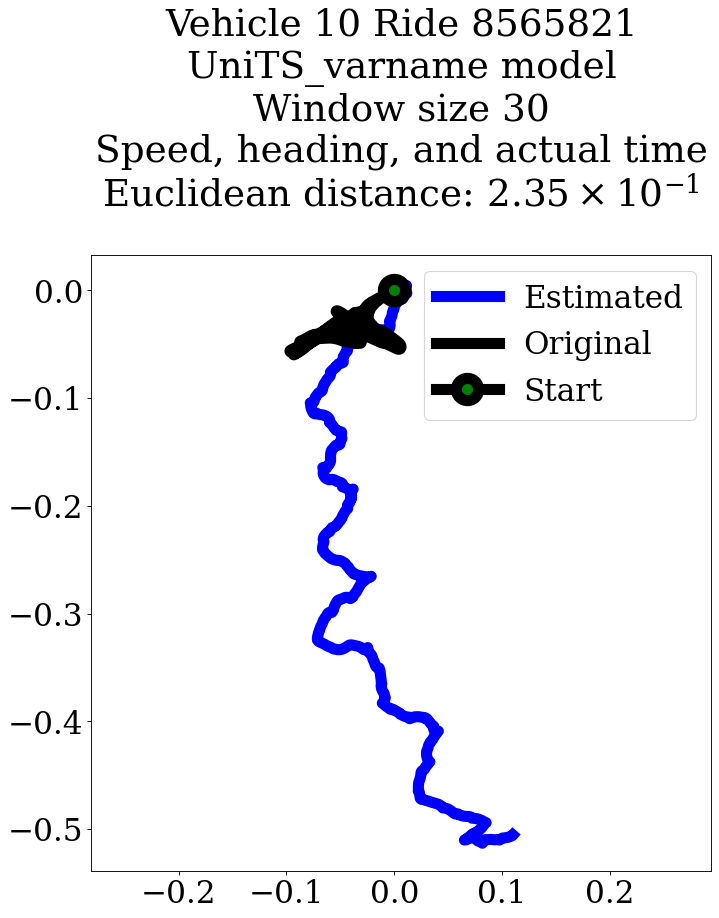 Vehicle 10 Ride 8565821
UniTS_varname model
Window size 30
Speed, heading, and actual time
Euclidean distance: 2.35 × 10⁻¹
Estimated
Original
Start
0.0
−0.1
−0.2
−0.3
−0.4
−0.5
−0.2 −0.1 0.0 0.1 0.2